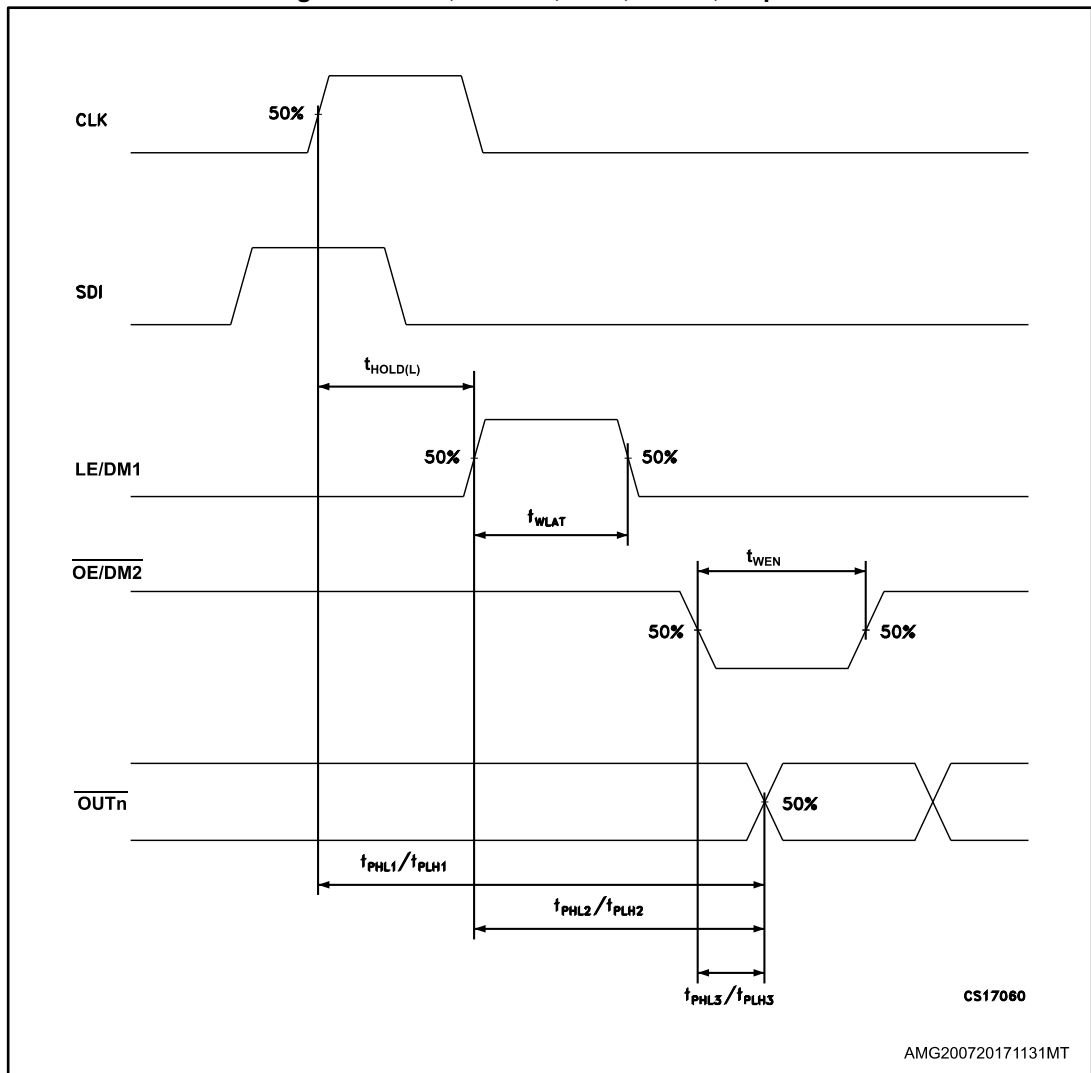 50%
CLK
SDI
tHOLD(L)
50%
50%
LE/DM1
tWLAT
tWEN
OE/DM2
50%
50%
OUTn
50%
tPHL1/tPLH1
tPHL2/tPLH2
tPHL3/tPLH3
CS17060
AMG200720171131MT